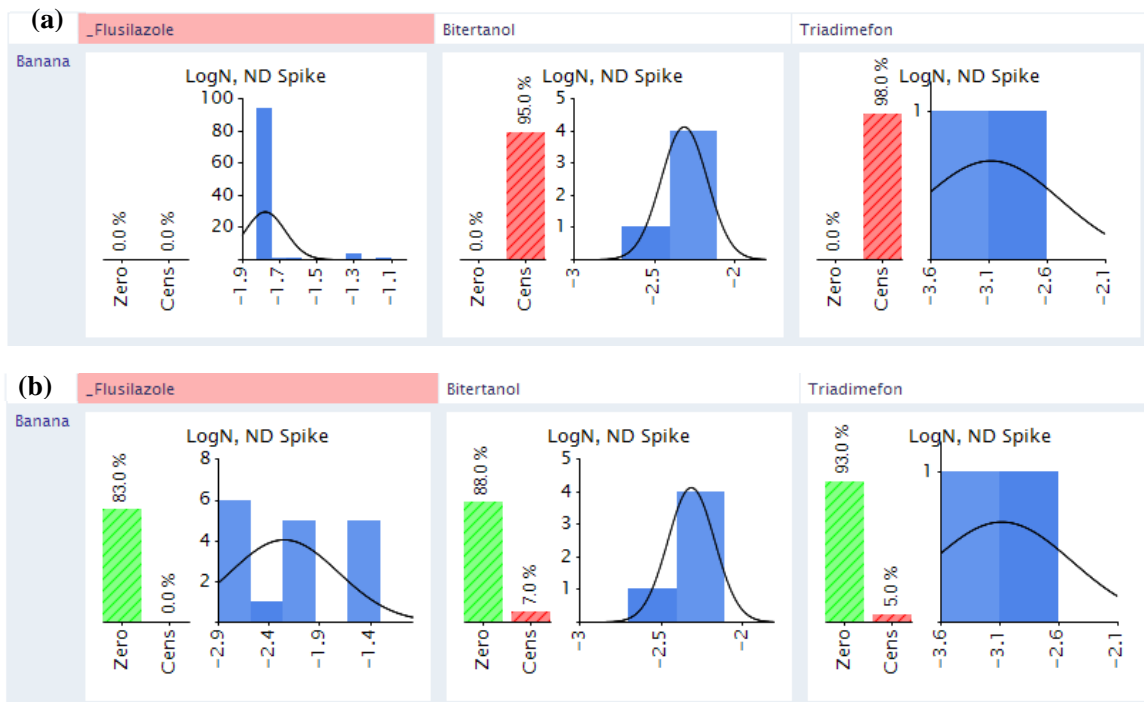 (a)
_Flusilazole Bitertanol Triadimefon
Banana
LogN, ND Spike
100
80
60
40
20
0.0 %
0.0 %
Zero
Cens
−1.9
−1.7
−1.5
−1.3
−1.1
LogN, ND Spike
5
4
3
2
1
0.0 %
95.0 %
Zero
Cens
−3
−2.5
−2
LogN, ND Spike
1
0.0 %
98.0 %
Zero
Cens
−3.6
−3.1
−2.6
−2.1
(b)
_Flusilazole Bitertanol Triadimefon
Banana
LogN, ND Spike
8
6
4
2
83.0 %
0.0 %
Zero
Cens
−2.9
−2.4
−1.9
−1.4
LogN, ND Spike
5
4
3
2
1
88.0 %
7.0 %
Zero
Cens
−3
−2.5
−2
LogN, ND Spike
1
93.0 %
5.0 %
Zero
Cens
−3.6
−3.1
−2.6
−2.1